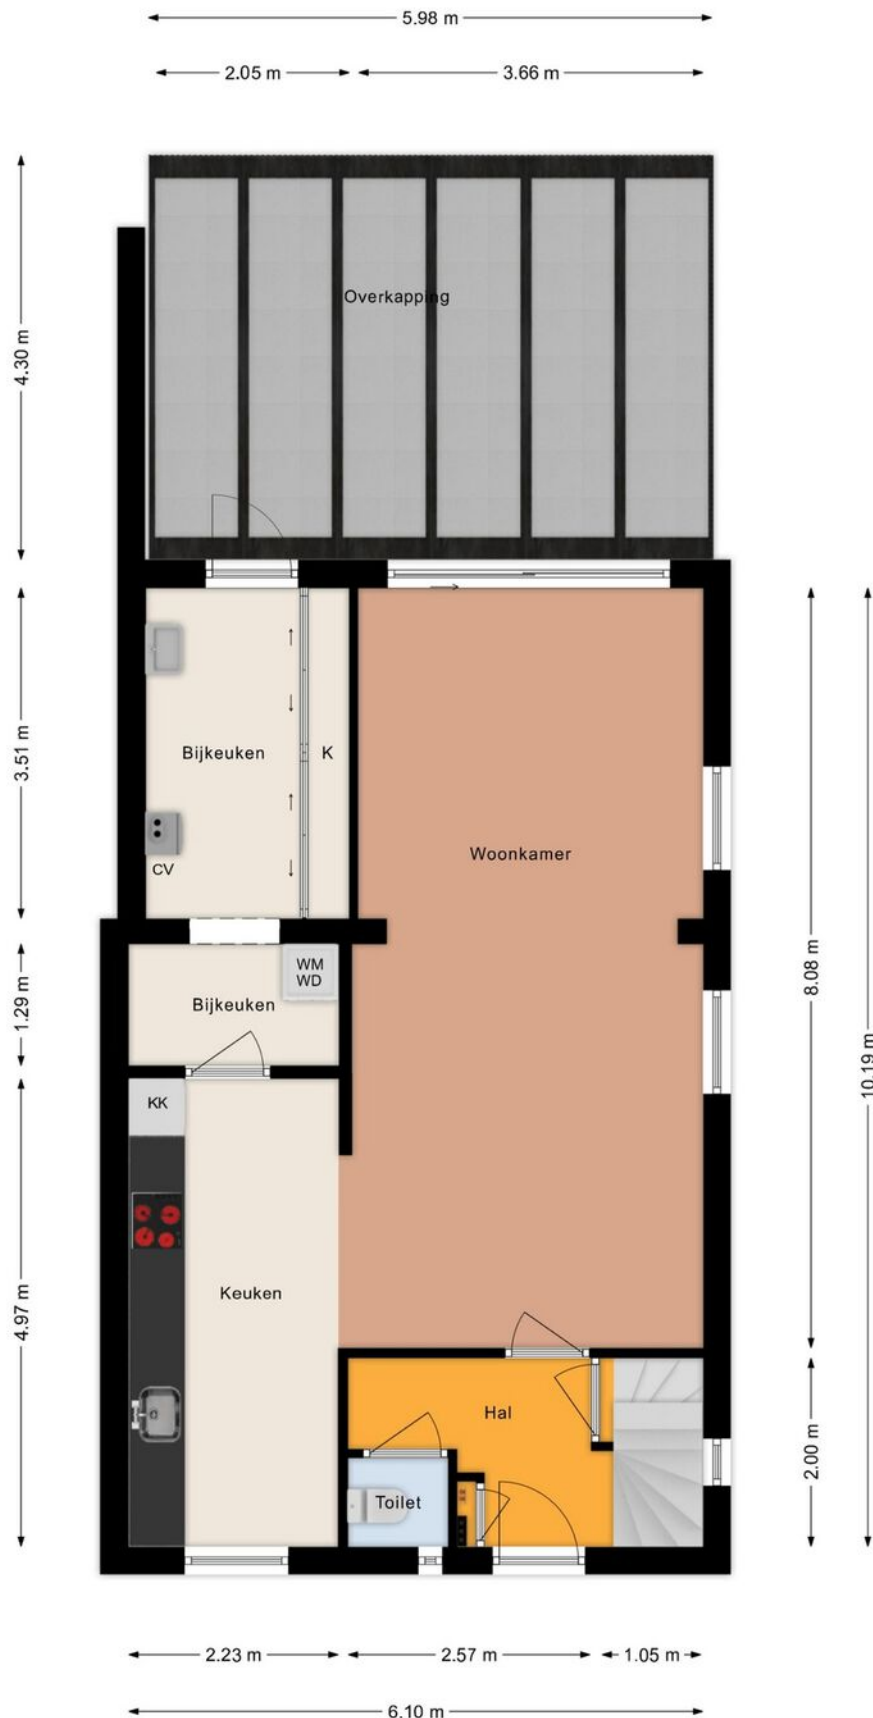 5.98 m
2.05 m
3.66 m
Overkapping
4.30 m
3.51 m
Bijkeuken
K
CV
Woonkamer
8.08 m
10.19 m
WM
WD
Bijkeuken
1.29 m
KK
Keuken
4.97 m
Hal
2.00 m
Toilet
2.23 m
2.57 m
1.05 m
6.10 m